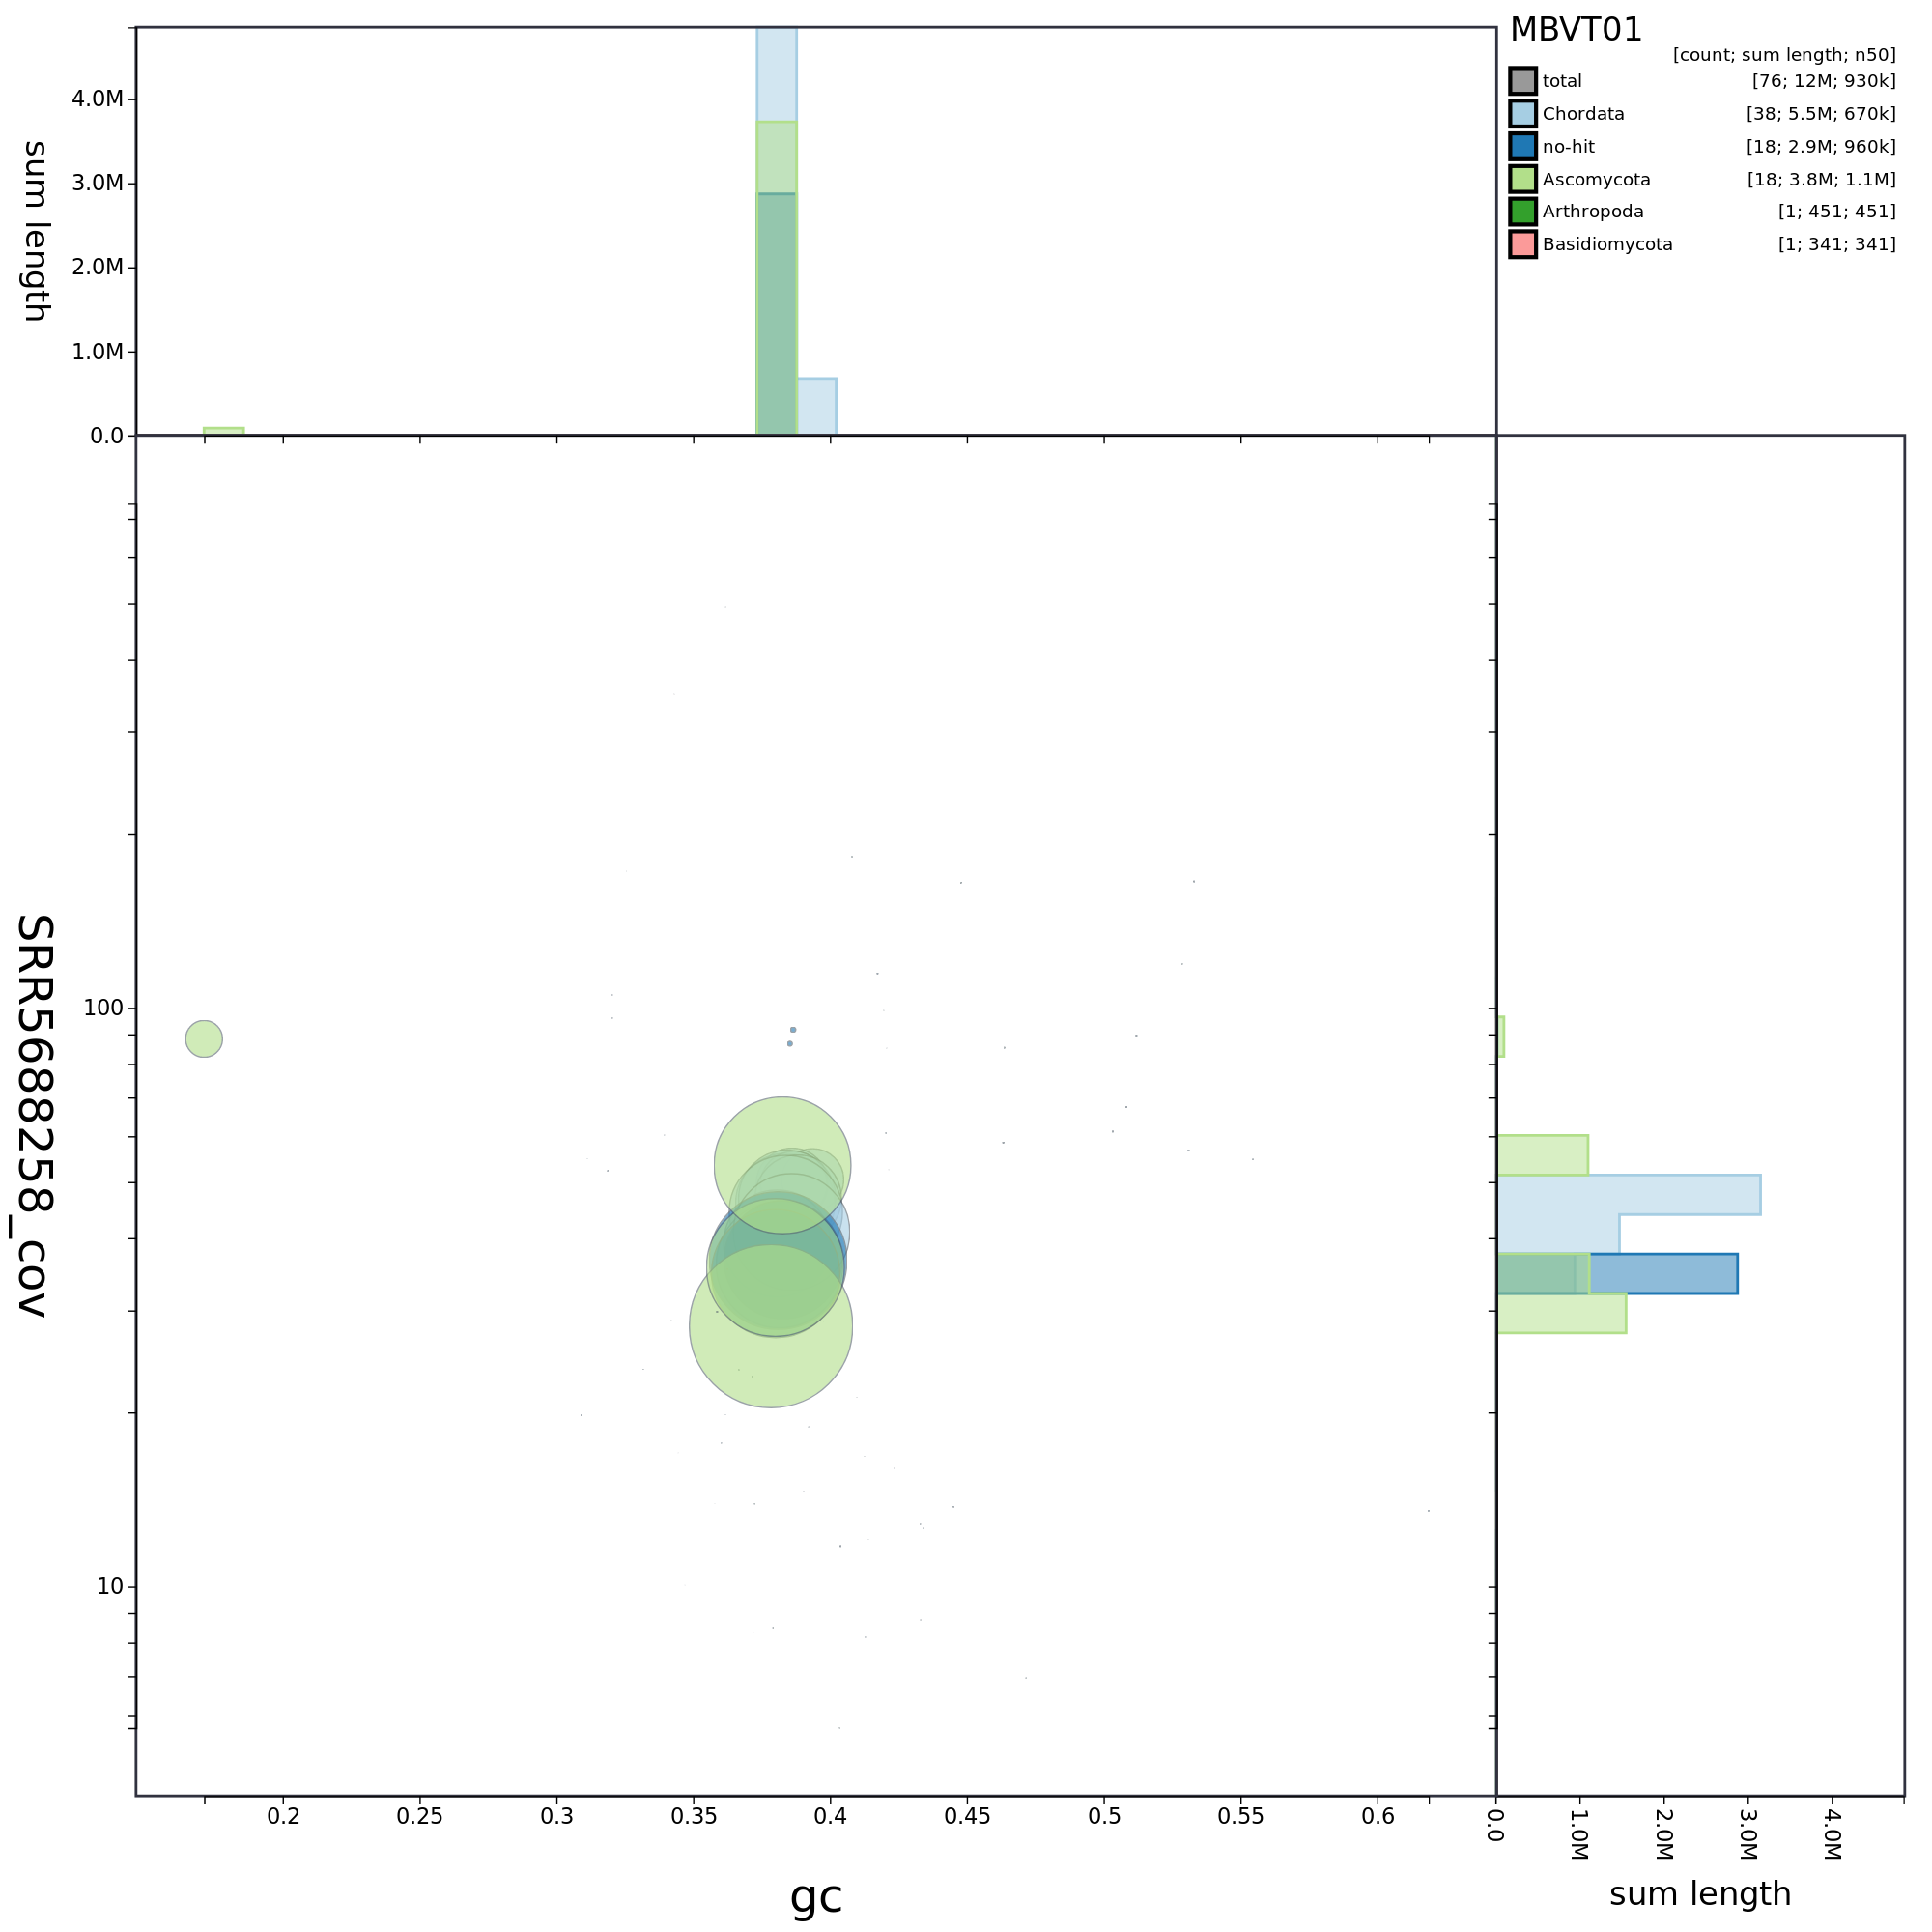 MBVT01
[count; sum length; n50]
total [76; 12M; 930k]
Chordata [38; 5.5M; 670k]
no-hit [18; 2.9M; 960k]
Ascomycota [18; 3.8M; 1.1M]
Arthropoda [1; 451; 451]
Basidiomycota [1; 341; 341]
sum length
4.0M
3.0M
2.0M
1.0M
0.0
SRR5688258_cov
100
10
0.2 0.25 0.3 0.35 0.4 0.45 0.5 0.55 0.6
gc
0.0 1.0M 2.0M 3.0M 4.0M
sum length